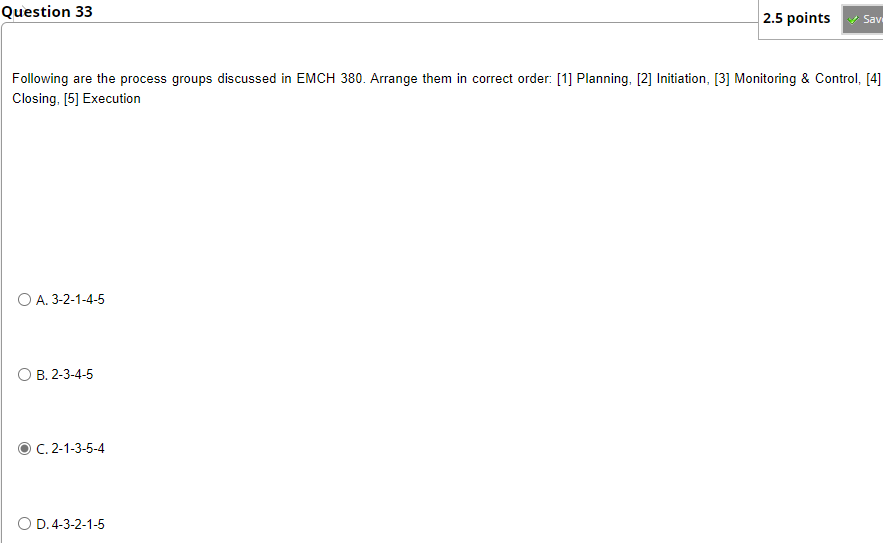 Question 33
2.5 points
Following are the process groups discussed in EMCH 380. Arrange them in correct order: [1] Planning, [2] Initiation, [3] Monitoring & Control, [4]
Closing, [5] Execution
A. 3-2-1-4-5
B. 2-3-4-5
C. 2-1-3-5-4
D. 4-3-2-1-5